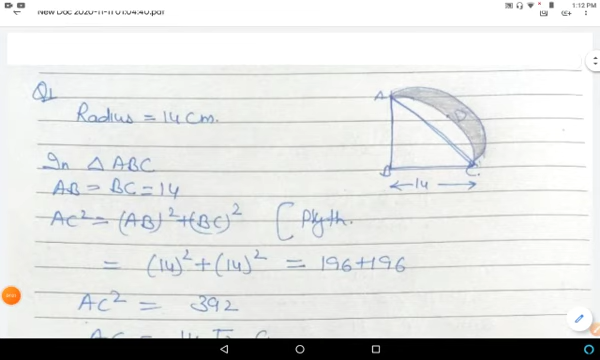 1:12 PM
New Doc 2020-11-11 01.04.40.pdf
Q1
Radius = 14 cm.
A
D
B
C
14
In △ ABC
AB = BC = 14
AC² = (AB)² + (BC)² [Pkyth.
= (14)² + (14)² = 196 + 196
AC² = 392